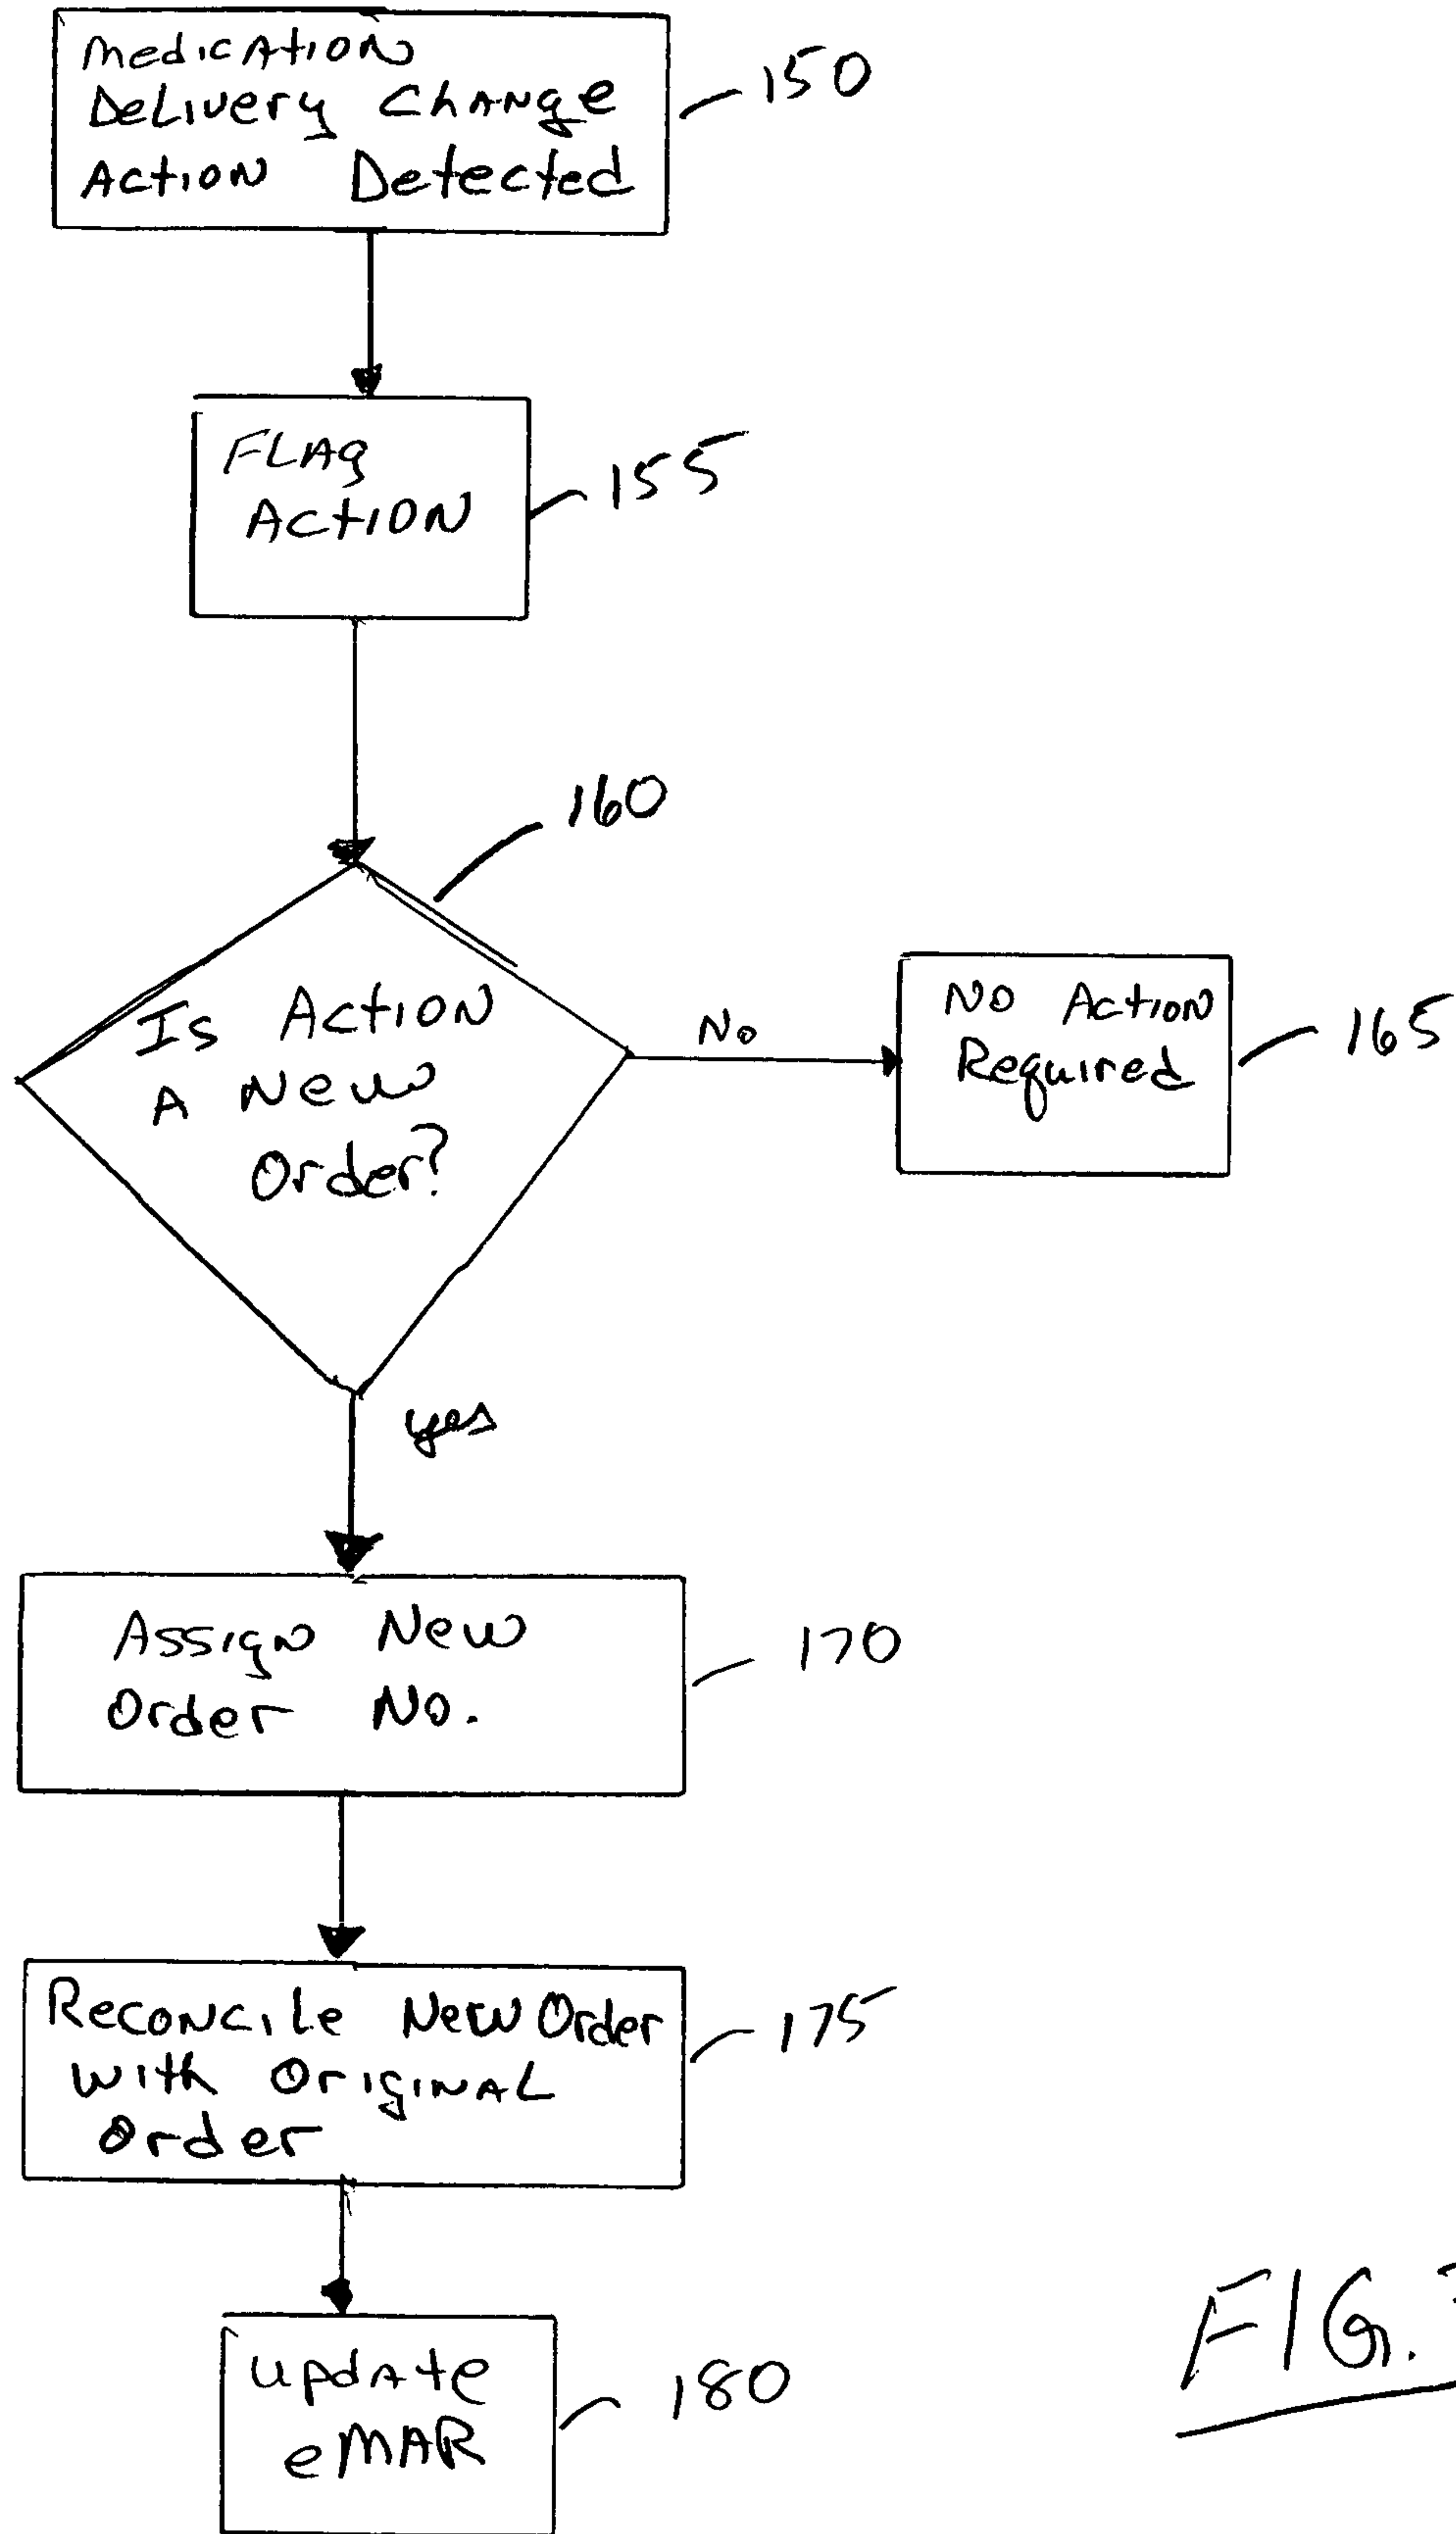 Medication
Delivery Change
Action Detected
150
Flag
Action
155
160
Is Action
A New
Order?
No
No Action
Required
165
yes
Assign New
Order No.
170
Reconcile New Order
with Original
Order
175
Update
eMAR
180
FIG.